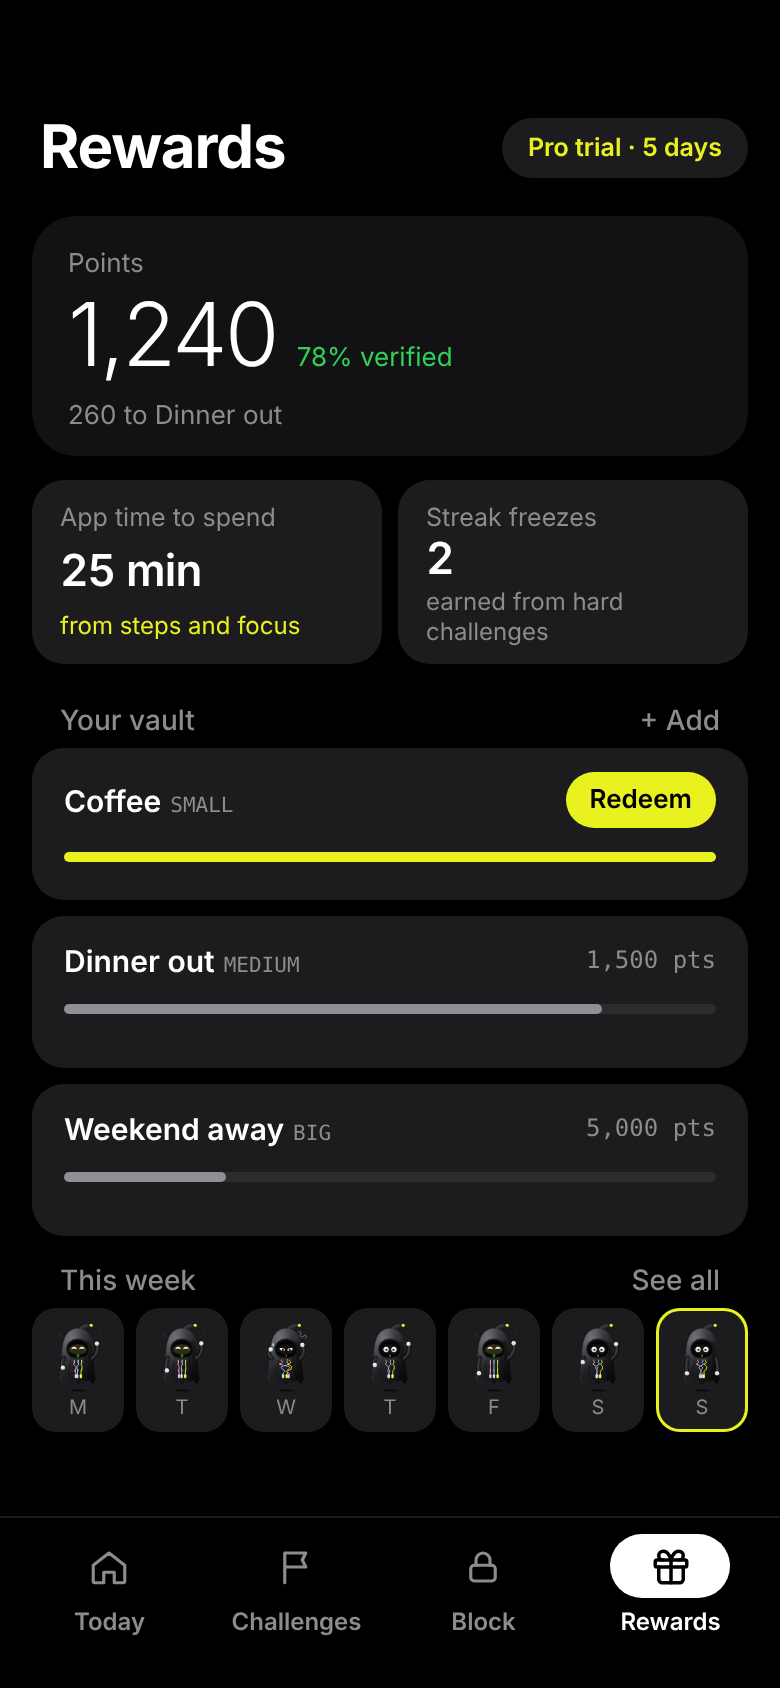 Rewards
Pro trial · 5 days
Points
1,240 78% verified
260 to Dinner out
App time to spend
25 min
from steps and focus
Streak freezes
2
earned from hard
challenges
Your vault
+ Add
Coffee SMALL
Redeem
Dinner out MEDIUM
1,500 pts
Weekend away BIG
5,000 pts
This week
See all
M
T
W
T
F
S
S
Today
Challenges
Block
Rewards